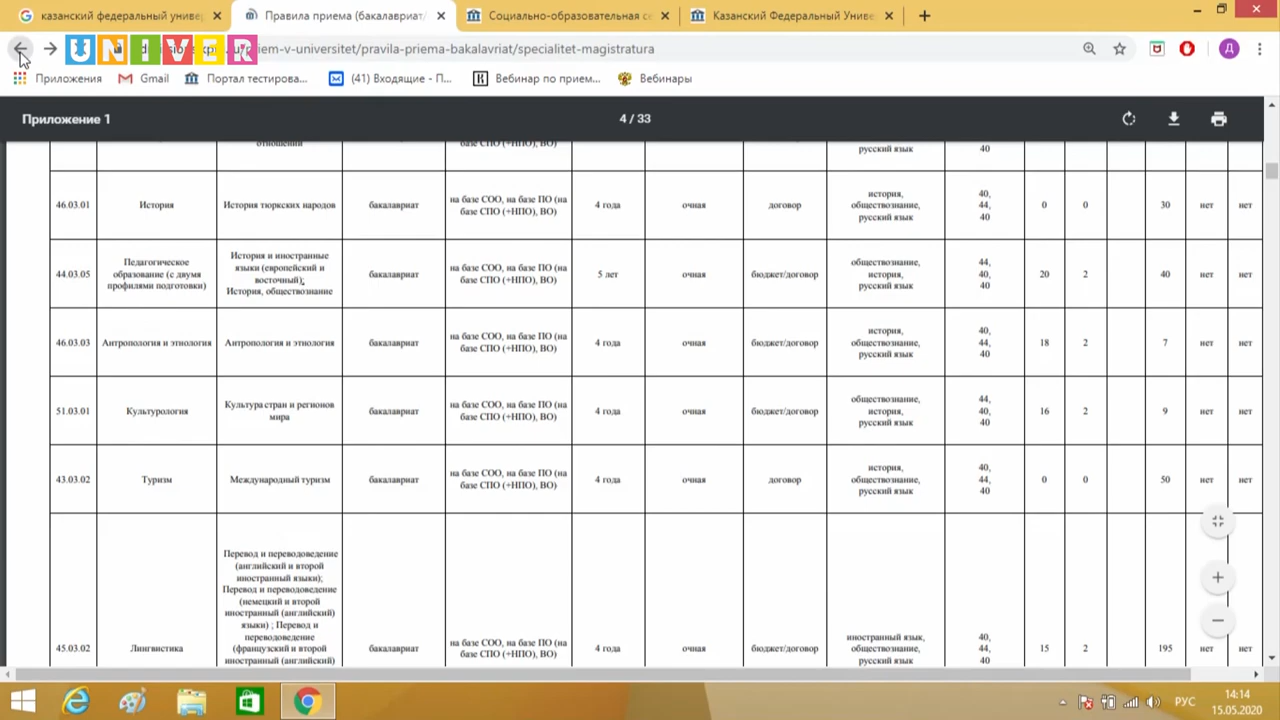 казанский федеральный универ
Правила приема (бакалавриат/
Социально-образовательная се
Казанский Федеральный Униве
UNIVER
priem-v-universitet/pravila-priema-bakalavriat/specialitet-magistratura
Д
Приложения
Gmail
Портал тестирова...
(41) Входящие - П...
Вебинар по прием...
Вебинары
Приложение 1
4 / 33
отношений
на базе СОО, на базе ПО (на
базе СПО (+НПО), ВО)
русский язык
40
46.03.01
История
История тюркских народов
бакалавриат
на базе СОО, на базе ПО (на
базе СПО (+НПО), ВО)
4 года
очная
договор
история,
обществознание,
русский язык
40,
44,
40
0
0
30
нет
нет
44.03.05
Педагогическое
образование (с двумя
профилями подготовки)
История и иностранные
языки (европейский и
восточный);
История, обществознание
бакалавриат
на базе СОО, на базе ПО (на
базе СПО (+НПО), ВО)
5 лет
очная
бюджет/договор
обществознание,
история,
русский язык
44,
40,
40
20
2
40
нет
нет
46.03.03
Антропология и этнология
Антропология и этнология
бакалавриат
на базе СОО, на базе ПО (на
базе СПО (+НПО), ВО)
4 года
очная
бюджет/договор
история,
обществознание,
русский язык
40,
44,
40
18
2
7
нет
нет
51.03.01
Культурология
Культура стран и регионов
мира
бакалавриат
на базе СОО, на базе ПО (на
базе СПО (+НПО), ВО)
4 года
очная
бюджет/договор
обществознание,
история,
русский язык
44,
40,
40
16
2
9
нет
нет
43.03.02
Туризм
Международный туризм
бакалавриат
на базе СОО, на базе ПО (на
базе СПО (+НПО), ВО)
4 года
очная
договор
история,
обществознание,
русский язык
40,
44,
40
0
0
50
нет
нет
45.03.02
Лингвистика
Перевод и переводоведение
(английский и второй
иностранный языки);
Перевод и переводоведение
(немецкий и второй
иностранный (английский)
языки) ; Перевод и
переводоведение
(французский и второй
иностранный (английский)
бакалавриат
на базе СОО, на базе ПО (на
базе СПО (+НПО), ВО)
4 года
очная
бюджет/договор
иностранный язык,
обществознание,
русский язык
40,
44,
40
15
2
195
нет
нет
РУС
14:14
15.05.2020